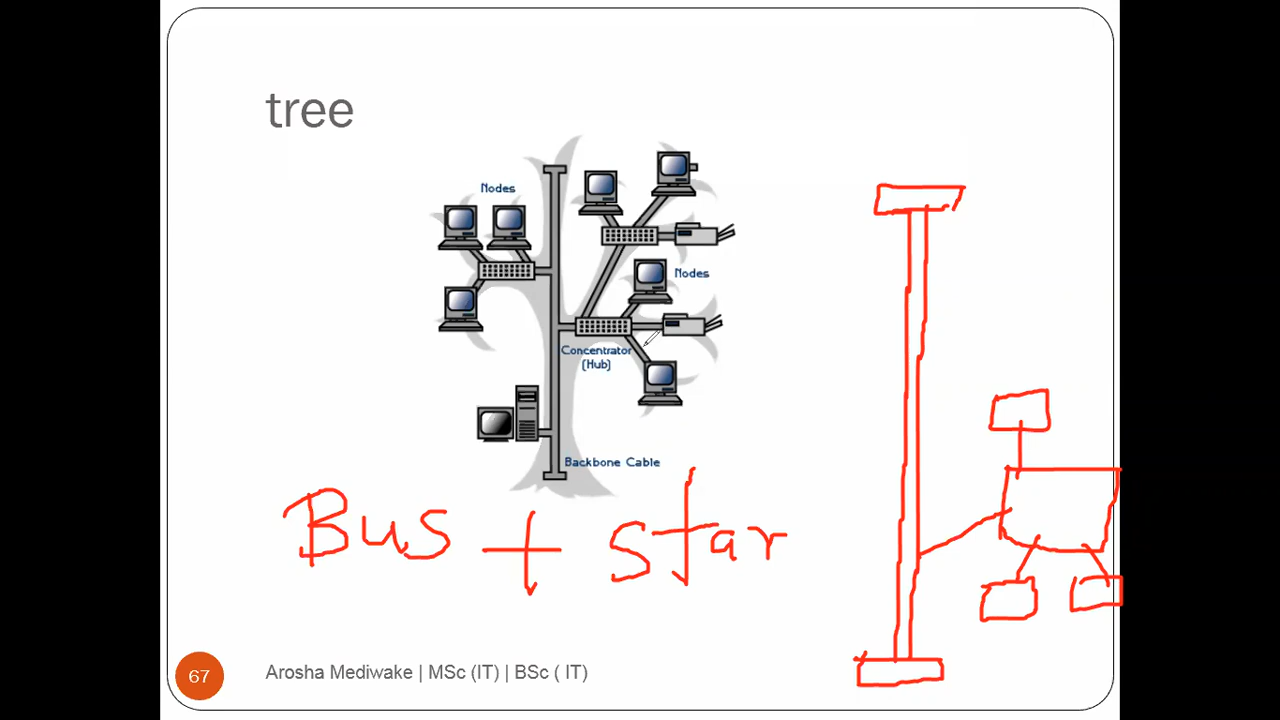 tree
Nodes
Nodes
Concentrator
(Hub)
Backbone Cable
Bus + star
67
Arosha Mediwake | MSc (IT) | BSc ( IT)